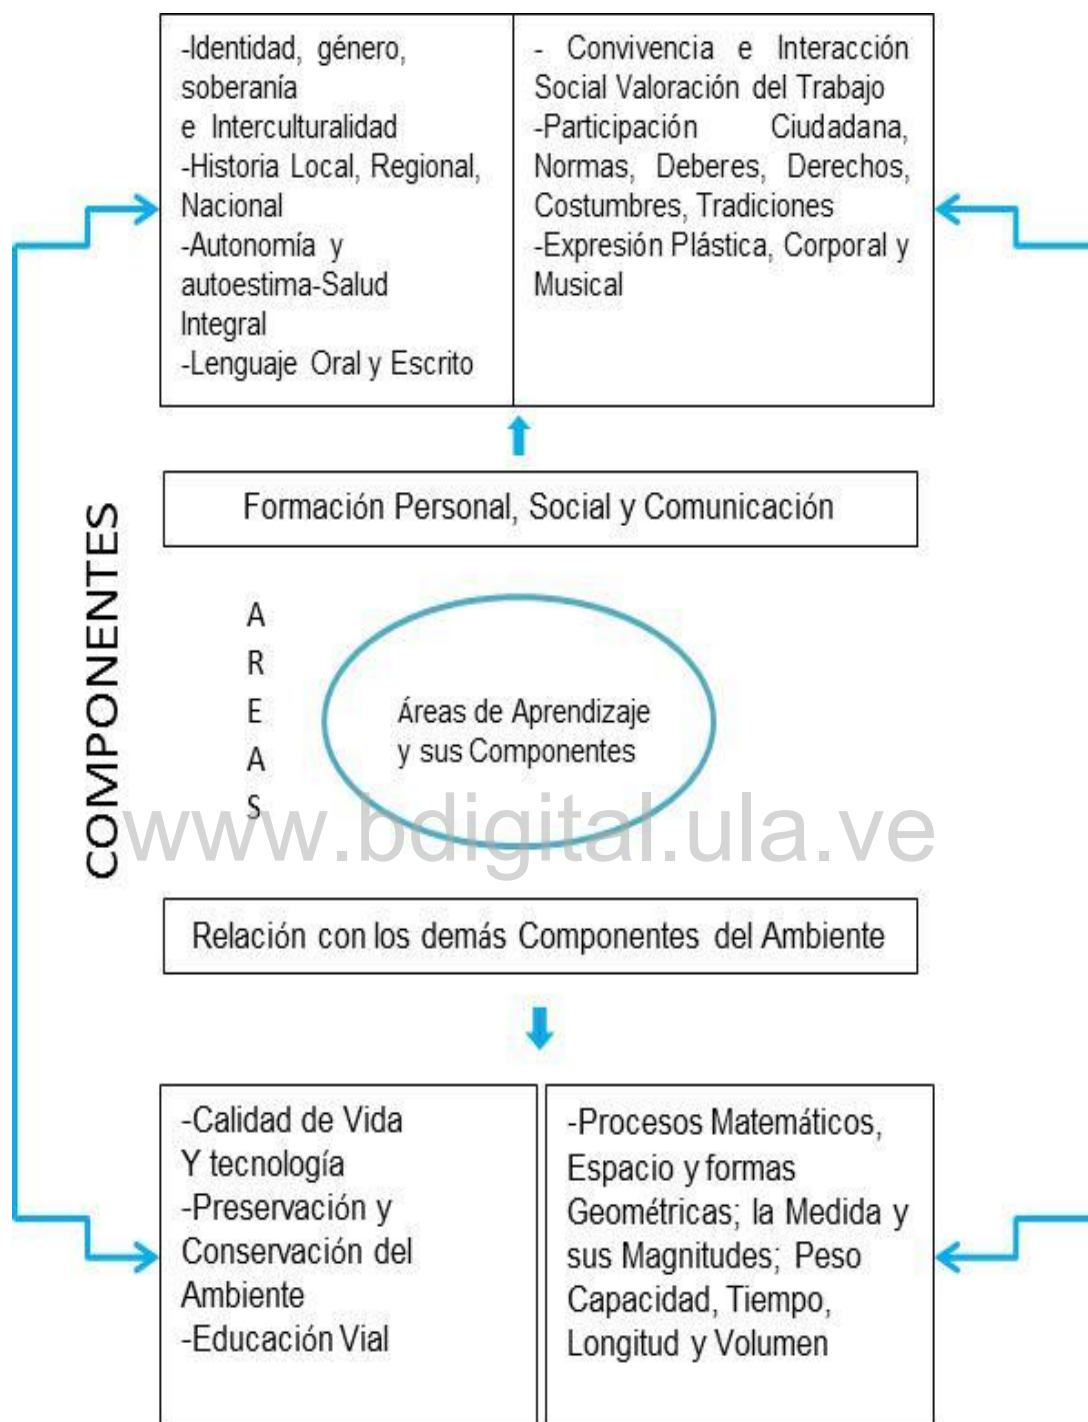 -Identidad, género,
soberanía
e Interculturalidad
-Historia Local, Regional,
Nacional
-Autonomía y
autoestima-Salud
Integral
-Lenguaje Oral y Escrito
- Convivencia e Interacción
Social Valoración del Trabajo
-Participación Ciudadana,
Normas, Deberes, Derechos,
Costumbres, Tradiciones
-Expresión Plástica, Corporal y
Musical
Formación Personal, Social y Comunicación
COMPONENTES
A
R
E
A
S
Áreas de Aprendizaje
y sus Componentes
www.bdigital.ula.ve
Relación con los demás Componentes del Ambiente
-Calidad de Vida
Y tecnología
-Preservación y
Conservación del
Ambiente
-Educación Vial
-Procesos Matemáticos,
Espacio y formas
Geométricas; la Medida y
sus Magnitudes; Peso
Capacidad, Tiempo,
Longitud y Volumen